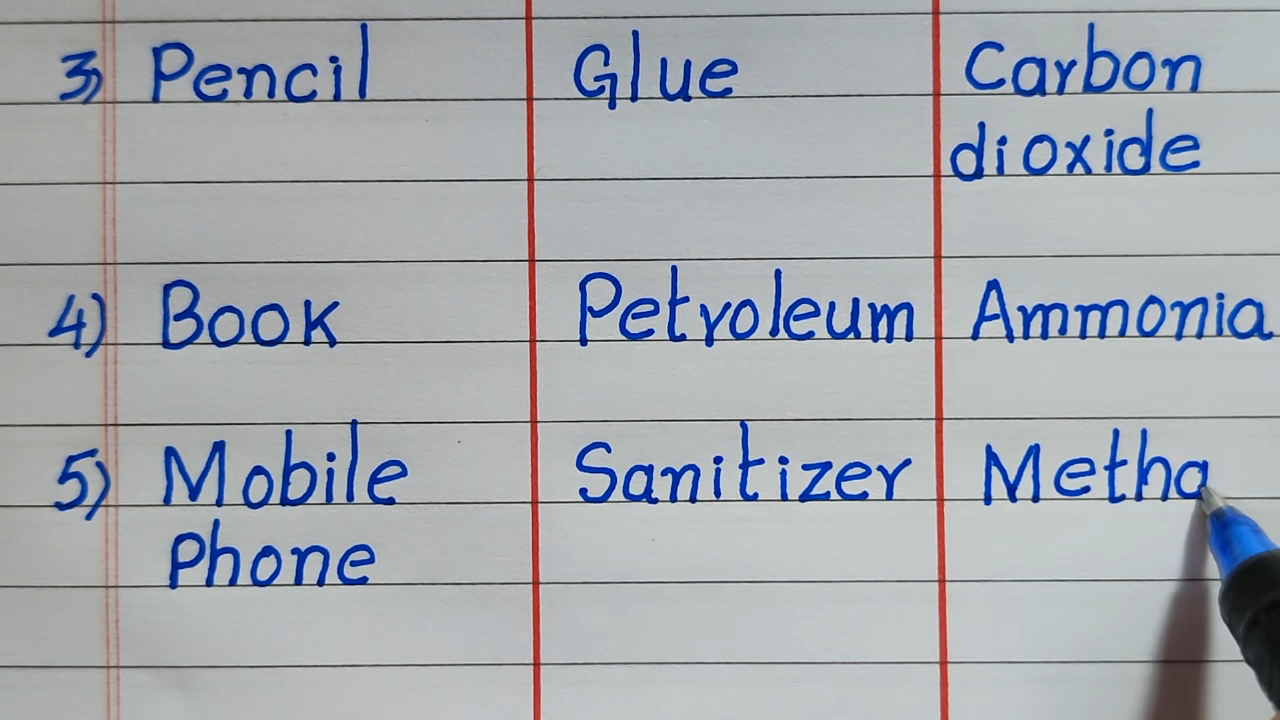 3) Pencil Glue Carbon
dioxide
4) Book Petroleum Ammonia
5) Mobile Sanitizer Metha
Phone